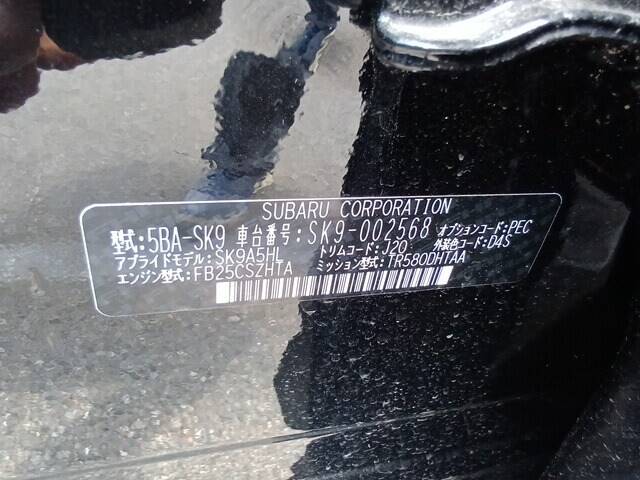 SUBARU CORPORATION
型式:5BA-SK9 車台番号:SK9-002568 オプションコード:PEC
アプライドモデル:SK9A5HL トリムコード:J20 外装色コード:D4S
エンジン型式:FB25CSZHTA ミッション型式:TR580DHTAA